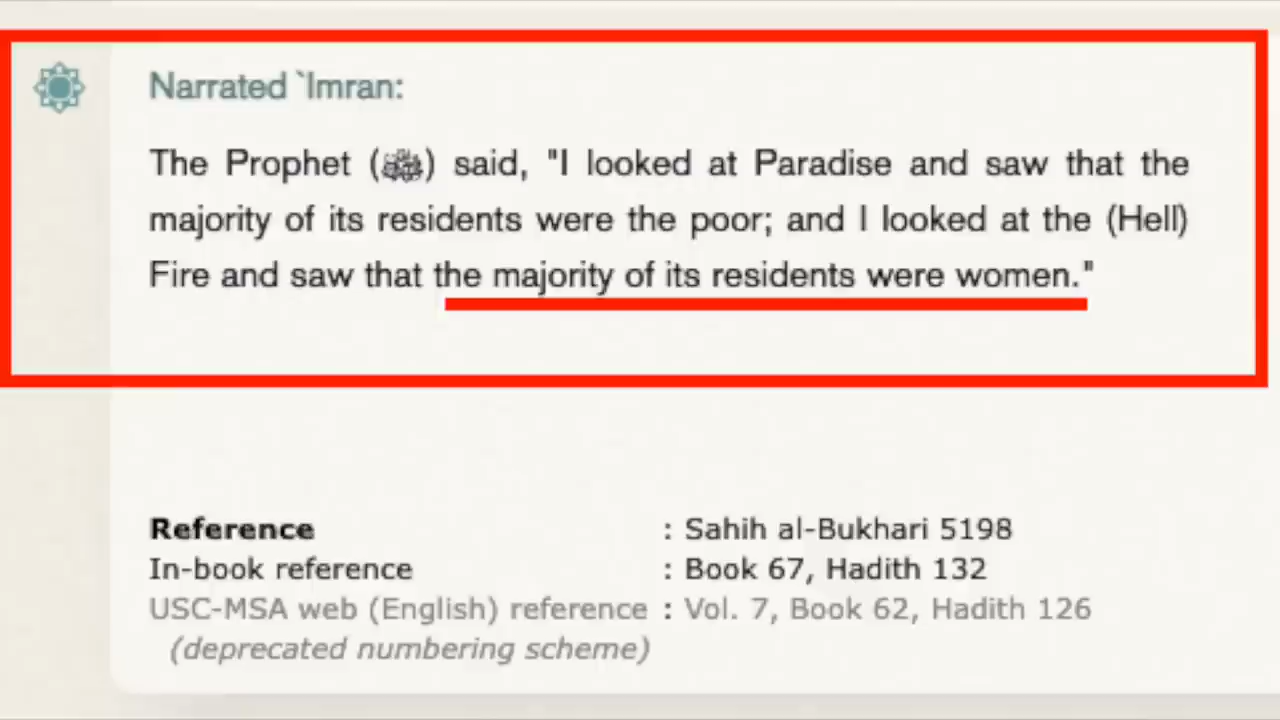 Narrated `Imran:
The Prophet (ﷺ) said, "I looked at Paradise and saw that the
majority of its residents were the poor; and I looked at the (Hell)
Fire and saw that the majority of its residents were women."
Reference : Sahih al-Bukhari 5198
In-book reference : Book 67, Hadith 132
USC-MSA web (English) reference : Vol. 7, Book 62, Hadith 126
(deprecated numbering scheme)